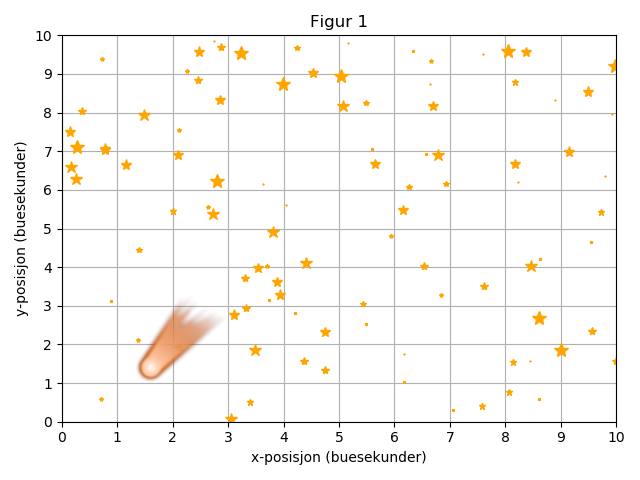 Figur 1
10
9
8
7
6
5
4
3
2
1
0
y-posisjon (buesekunder)
0 1 2 3 4 5 6 7 8 9 10
x-posisjon (buesekunder)